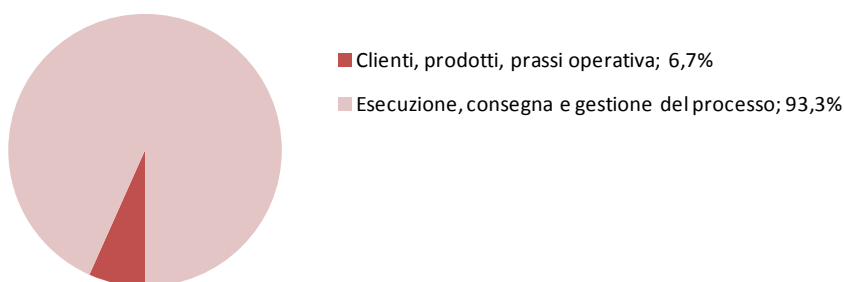 Clienti, prodotti, prassi operativa; 6,7%
Esecuzione, consegna e gestione del processo; 93,3%